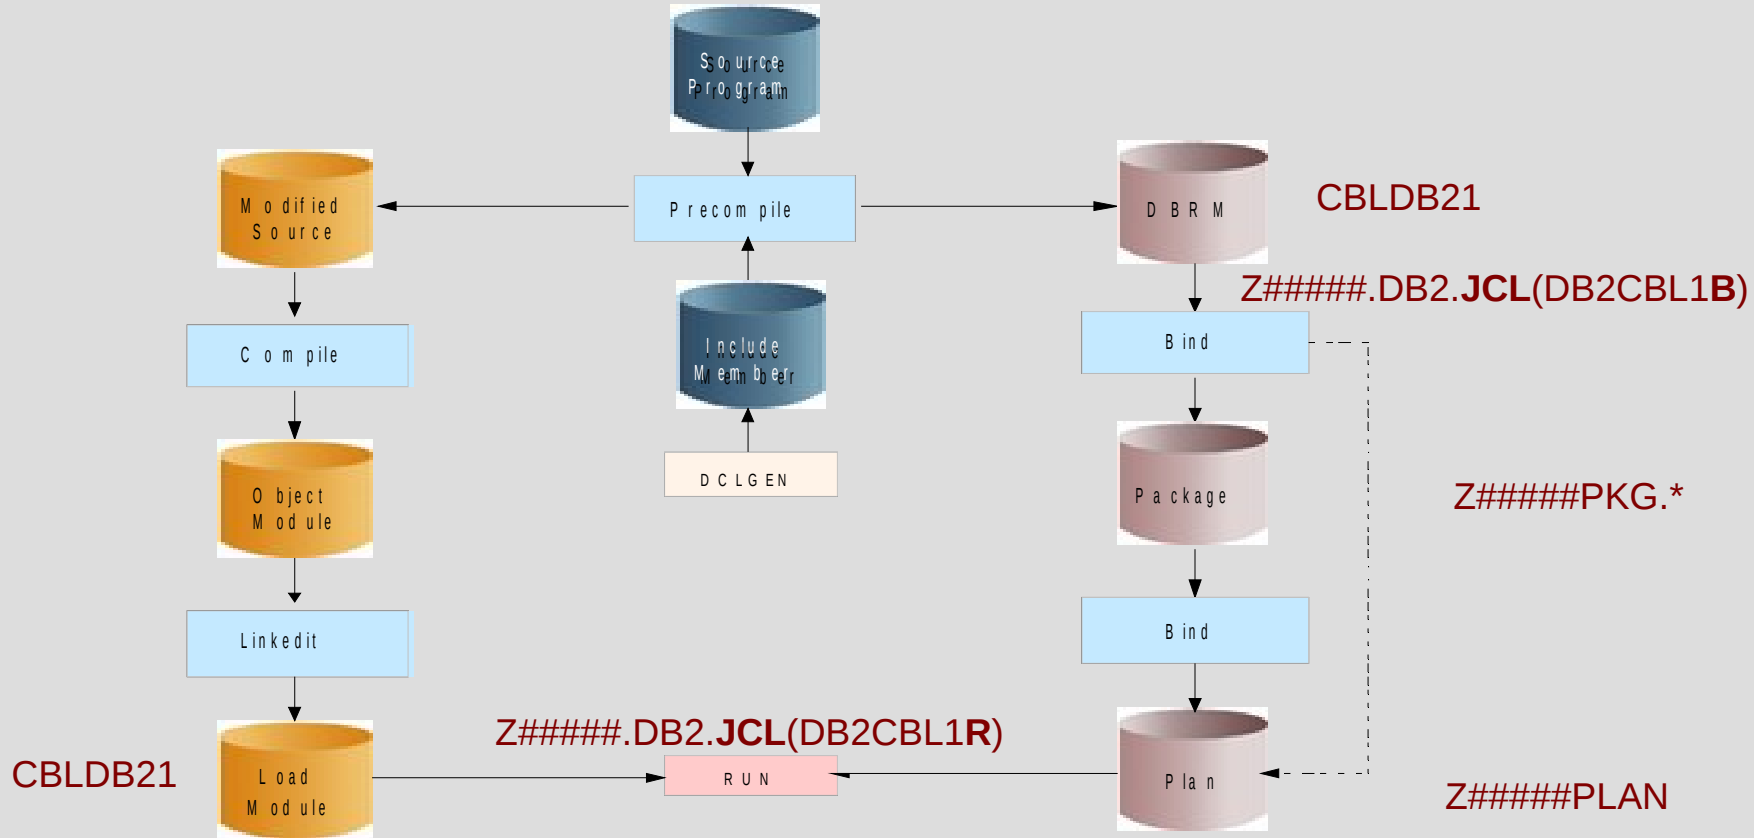 Source
Program
Modified
Source
Precompile
DBRM
CBLDB21
Z#####.DB2.JCL(DB2CBL1B)
Compile
Include
Member
Bind
DCLGEN
Object
Module
Package
Z#####PKG.*
Linkedit
Bind
Z#####.DB2.JCL(DB2CBL1R)
CBLDB21
Load
Module
RUN
Plan
Z#####PLAN